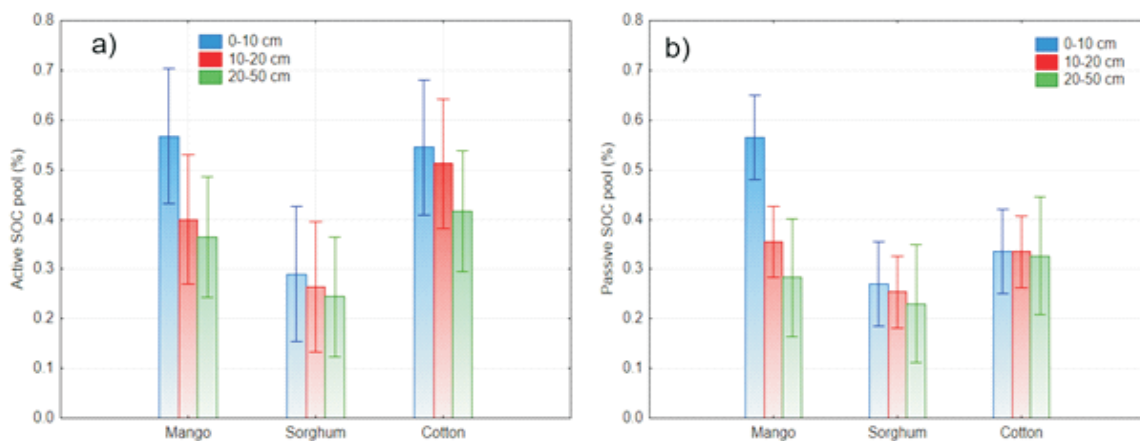 a)
0-10 cm
10-20 cm
20-50 cm
Active SOC pool (%)
0.8
0.7
0.6
0.5
0.4
0.3
0.2
0.1
0.0
Mango Sorghum Cotton
b)
0-10 cm
10-20 cm
20-50 cm
Passive SOC pool (%)
0.8
0.7
0.6
0.5
0.4
0.3
0.2
0.1
0.0
Mango Sorghum Cotton